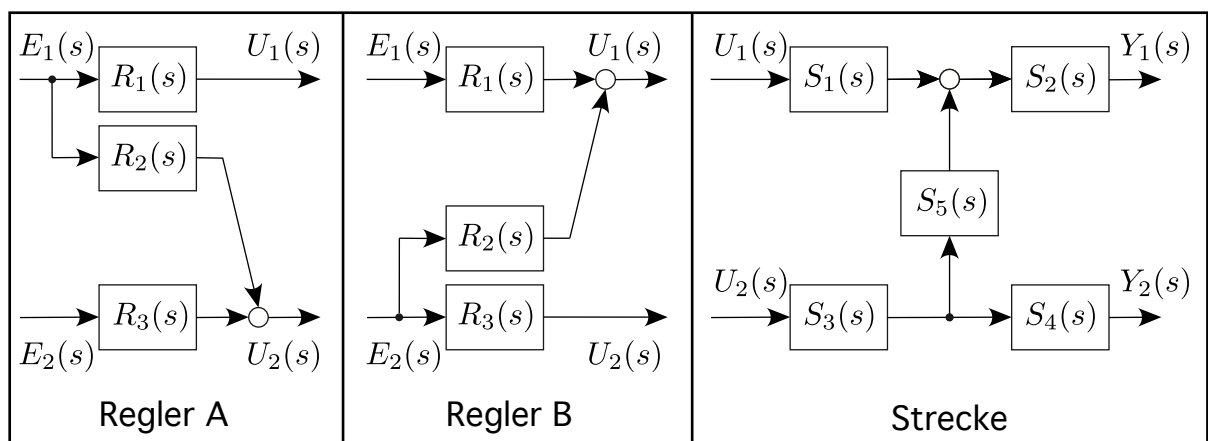 E₁(s) R₁(s) U₁(s)
R₂(s)
R₃(s)
E₂(s) U₂(s)
Regler A
E₁(s) R₁(s) U₁(s)
R₂(s)
R₃(s)
E₂(s) U₂(s)
Regler B
U₁(s) S₁(s) S₂(s) Y₁(s)
S₅(s)
U₂(s) S₃(s) S₄(s) Y₂(s)
Strecke